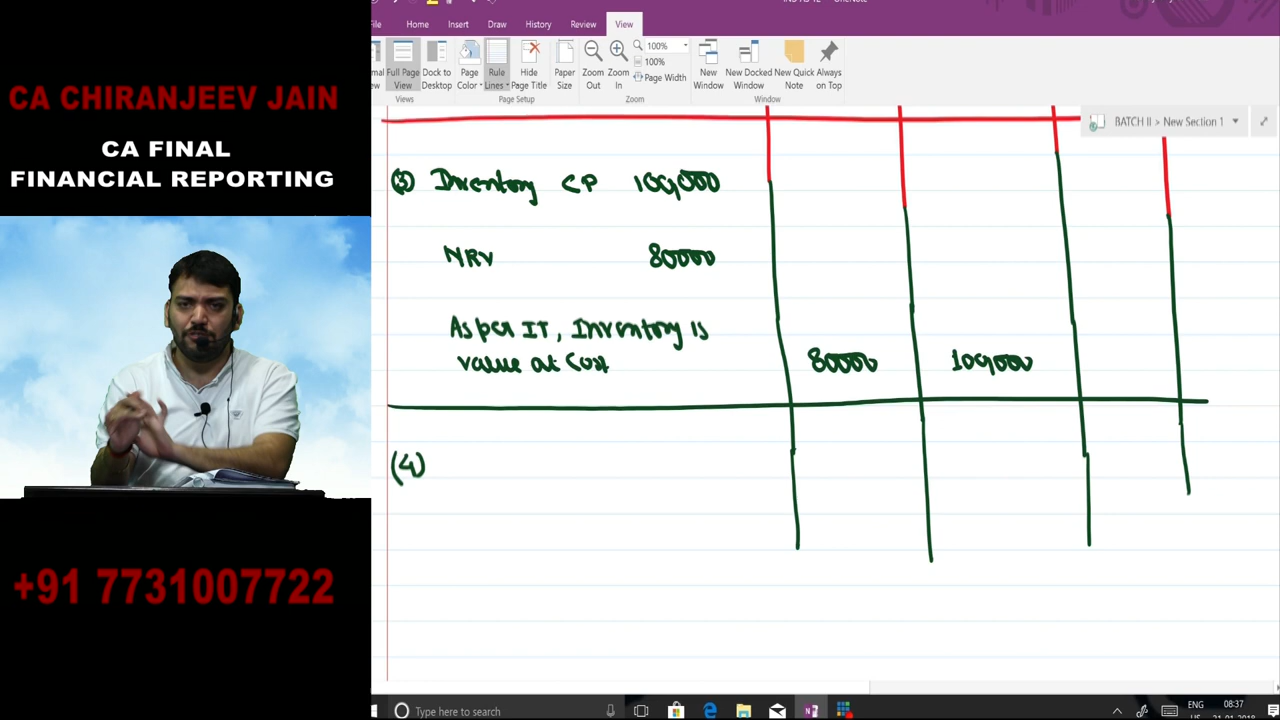 CA CHIRANJEEV JAIN
CA FINAL
FINANCIAL REPORTING
+91 7731007722
File Home Insert Draw History Review View
Full Page View
Dock to Desktop
Page Color
Rule Lines
Hide Page Title
Paper Size
Zoom Out
Zoom In
100%
100%
Page Width
New Window
New Docked Window
New Quick Note
Always on Top
Views Page Setup Zoom Window
BATCH II > New Section 1
(3) Inventory CP 100,000
NRV 80000
As per IT, Inventory is
value at Cost 80000 100,000
(4)
Type here to search
ENG 08:37